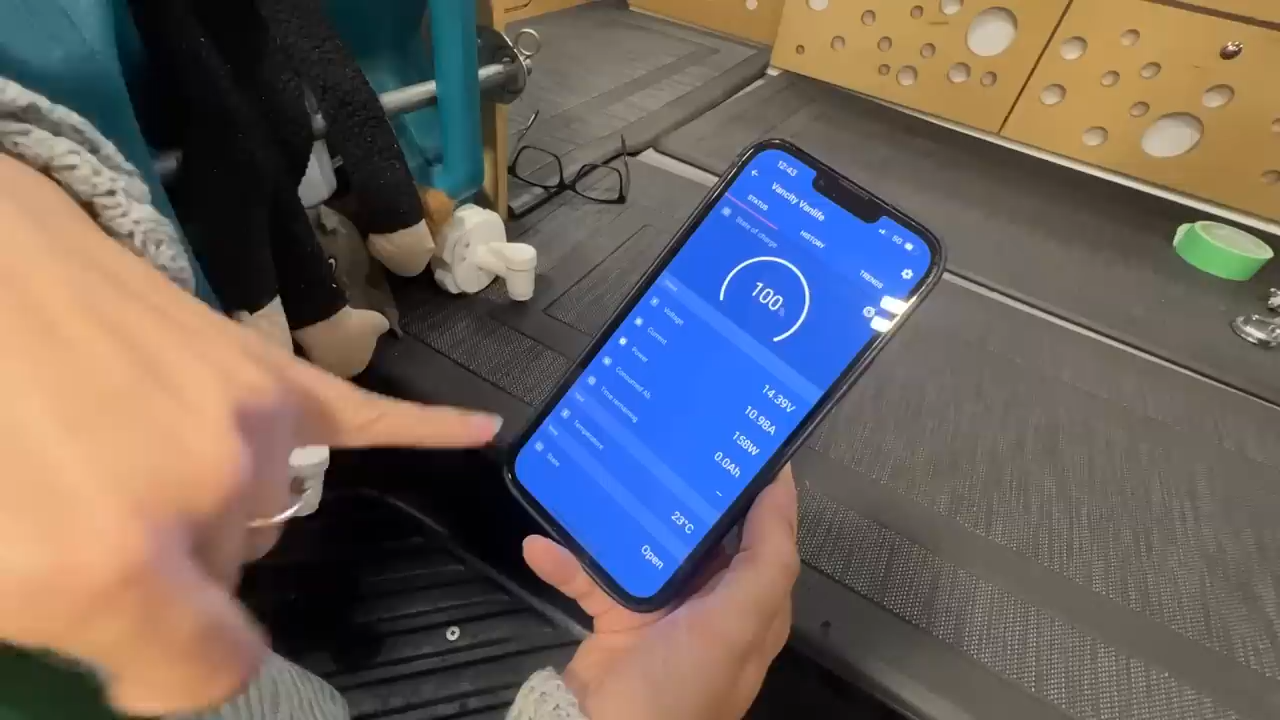 12:43
5G
Vancity Vanlife
STATUS
HISTORY
TRENDS
State of charge
100%
Voltage
14.39V
Current
10.98A
Power
158W
Consumed Ah
0.0Ah
Time remaining
--
Temperature
23°C
State
Open